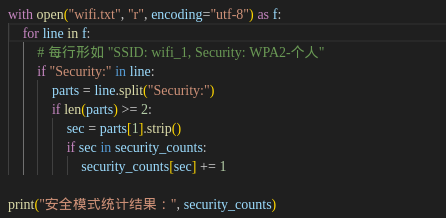 with open("wifi.txt", "r", encoding="utf-8") as f:
    for line in f:
        # 每行形如 "SSID: wifi_1, Security: WPA2-个人"
        if "Security:" in line:
            parts = line.split("Security:")
            if len(parts) >= 2:
                sec = parts[1].strip()
                if sec in security_counts:
                    security_counts[sec] += 1
print("安全模式统计结果：", security_counts)